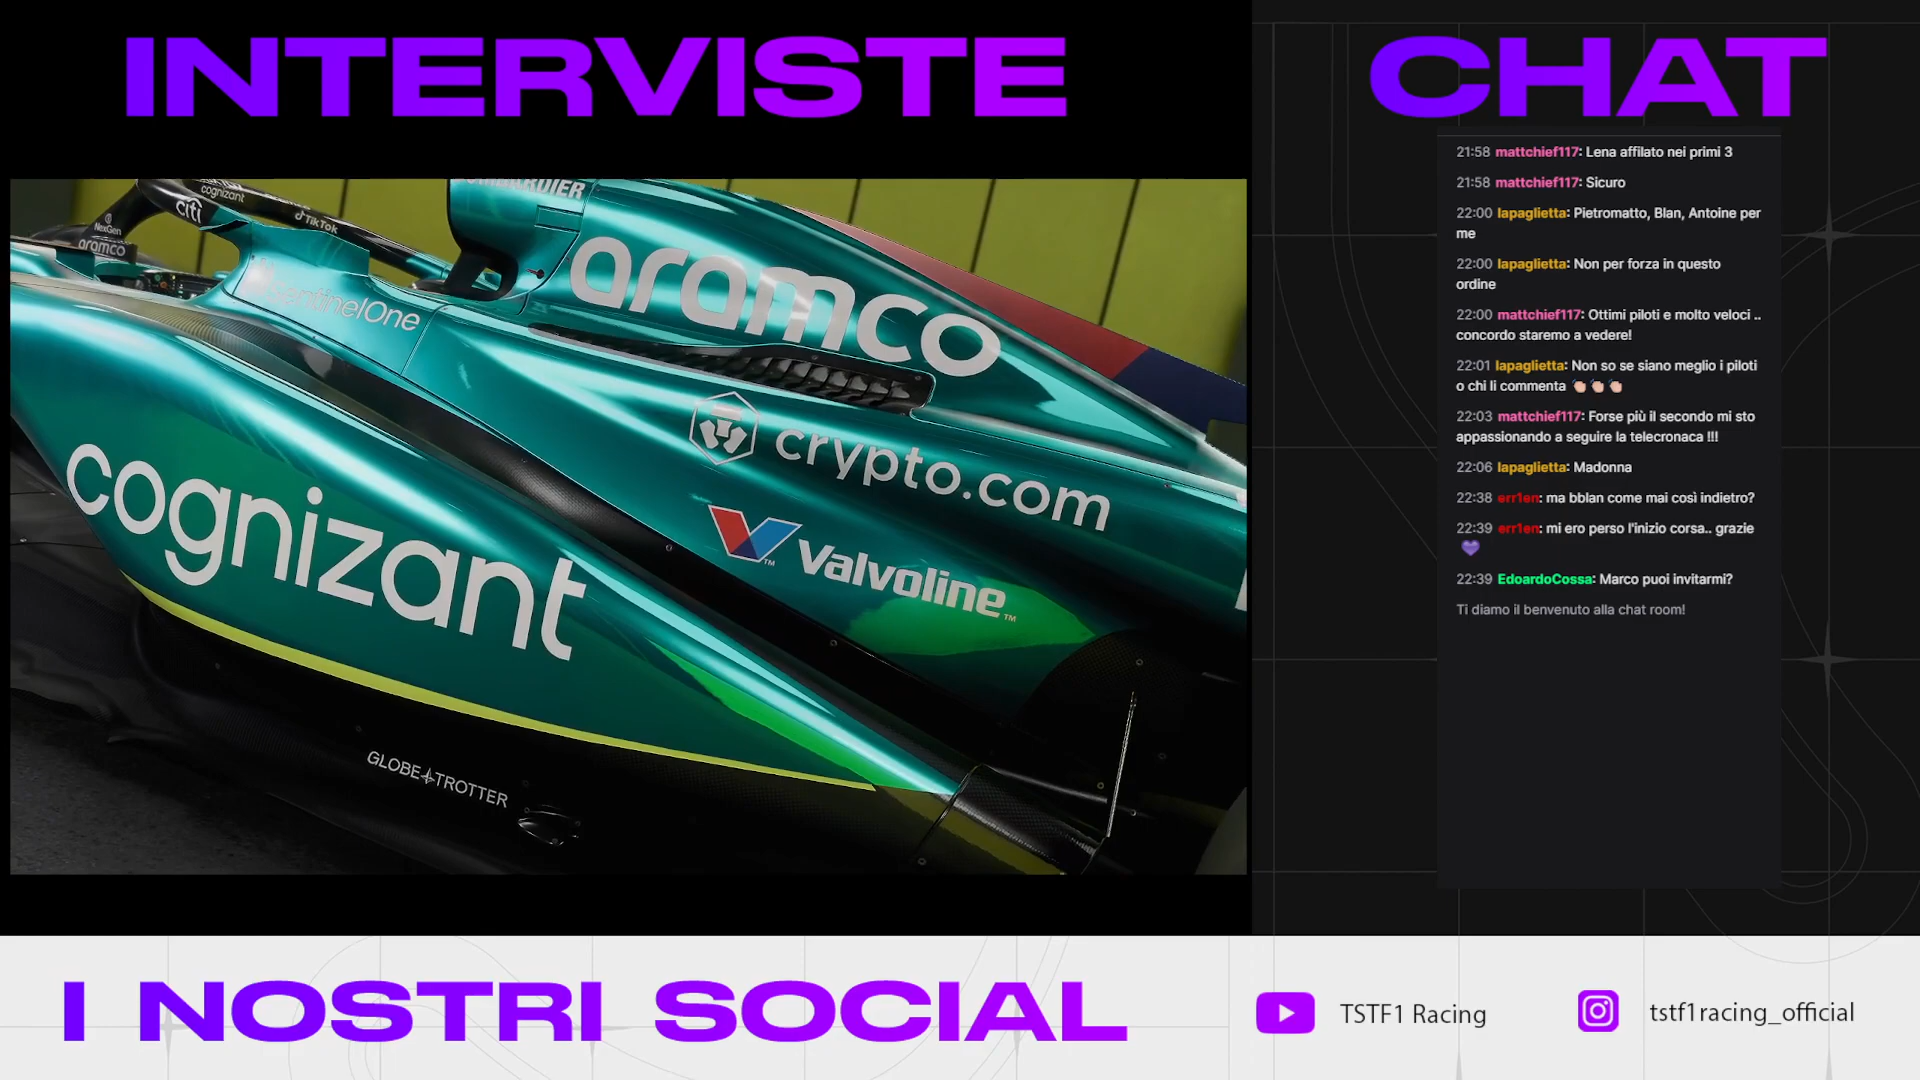 INTERVISTE
CHAT
cognizant
citi
TikTok
NexGen
aramco
SentinelOne
aramco
crypto.com
Valvoline™
cognizant
GLOBE-TROTTER
21:58 mattchief117: Lena affilato nei primi 3
21:58 mattchief117: Sicuro
22:00 lapaglietta: Pietromatto, Blan, Antoine per
me
22:00 lapaglietta: Non per forza in questo
ordine
22:00 mattchief117: Ottimi piloti e molto veloci ..
concordo staremo a vedere!
22:01 lapaglietta: Non so se siano meglio i piloti
o chi li commenta 👏🏻👏🏻👏🏻
22:03 mattchief117: Forse più il secondo mi sto
appassionando a seguire la telecronaca !!!
22:06 lapaglietta: Madonna
22:38 err1en: ma bblan come mai così indietro?
22:39 err1en: mi ero perso l'inizio corsa.. grazie
💜
22:39 EdoardoCossa: Marco puoi invitarmi?
Ti diamo il benvenuto alla chat room!
I NOSTRI SOCIAL
TSTF1 Racing
tstf1racing_official